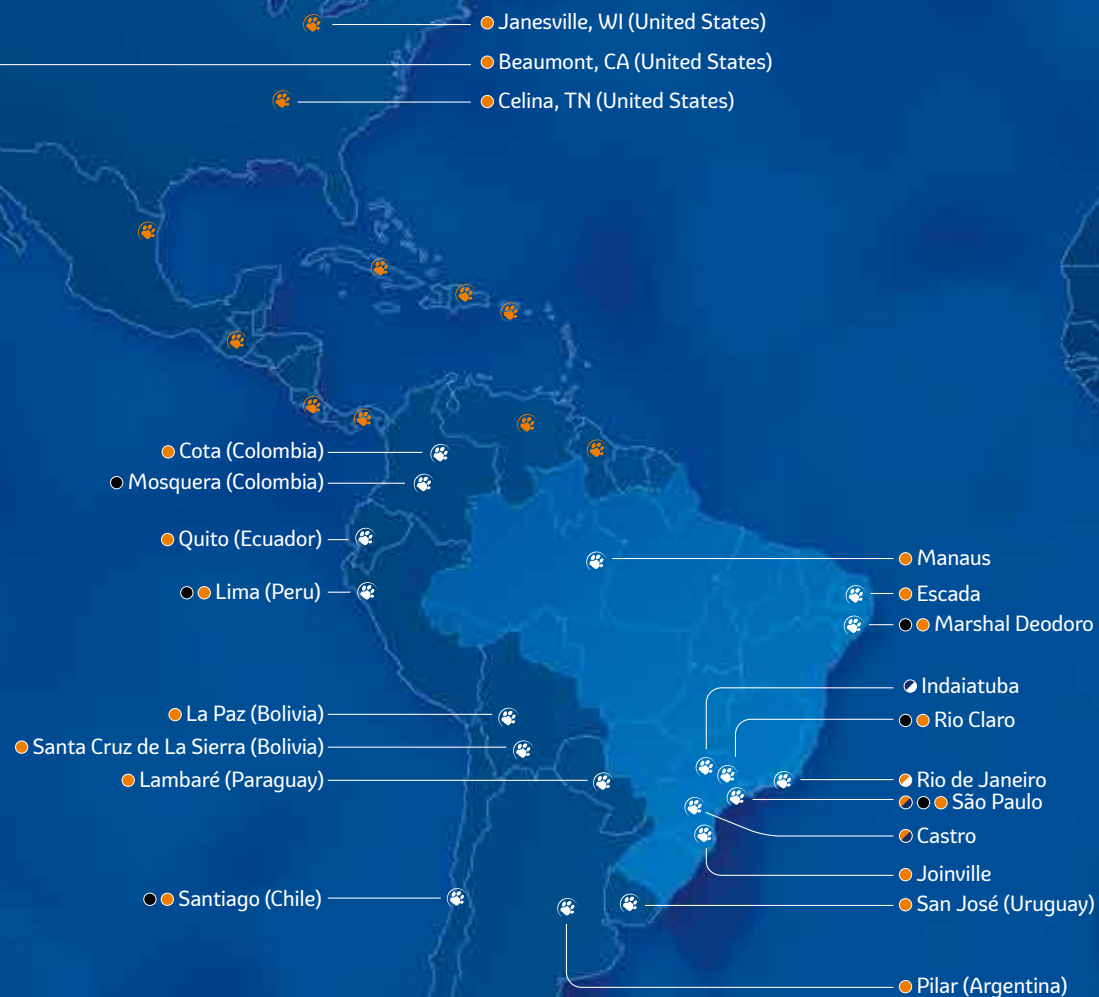 Janesville, WI (United States)
Beaumont, CA (United States)
Celina, TN (United States)
Cota (Colombia)
Mosquera (Colombia)
Quito (Ecuador)
Lima (Peru)
Manaus
Escada
Marshal Deodoro
Indaiatuba
Rio Claro
La Paz (Bolivia)
Santa Cruz de La Sierra (Bolivia)
Lambaré (Paraguay)
Rio de Janeiro
São Paulo
Castro
Joinville
Santiago (Chile)
San José (Uruguay)
Pilar (Argentina)